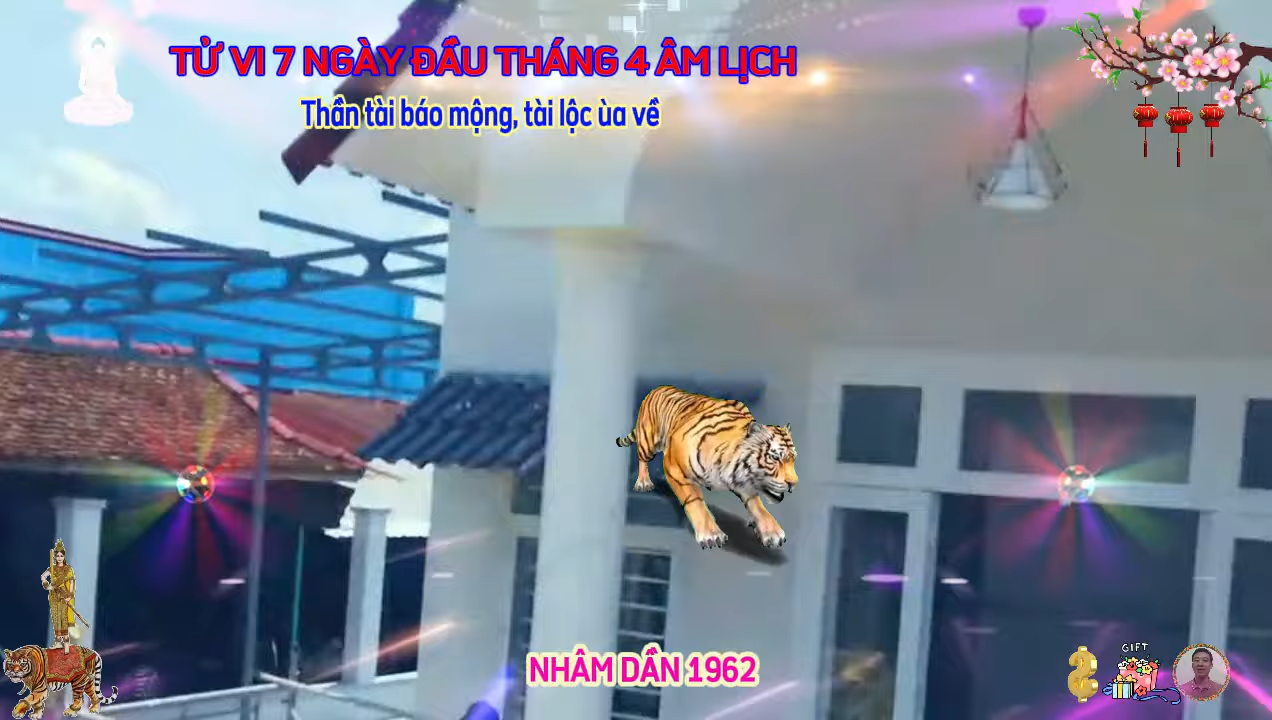 TỬ VI 7 NGÀY ĐẦU THÁNG 4 ÂM LỊCH
Thần tài báo mộng, tài lộc ùa về
NHÂM DẦN 1962
GIFT